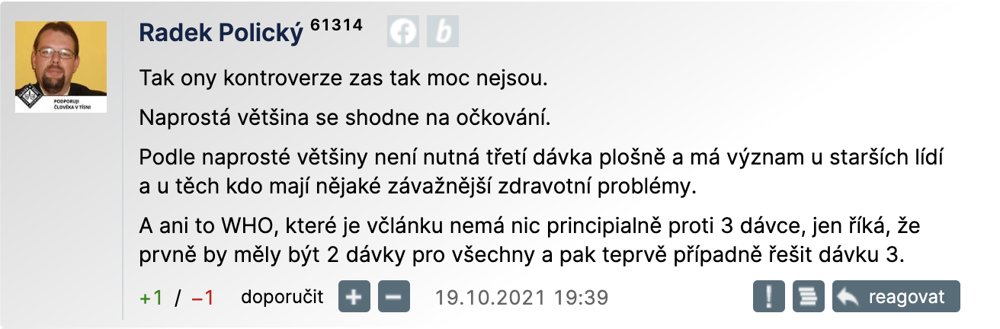 Radek Polický 61314
Tak ony kontroverze zas tak moc nejsou.
Naprostá většina se shodne na očkování.
Podle naprosté většiny není nutná třetí dávka plošně a má význam u starších lídí
a u těch kdo mají nějaké závažnější zdravotní problémy.
A ani to WHO, které je včlánku nemá nic principialně proti 3 dávce, jen říká, že
prvně by měly být 2 dávky pro všechny a pak teprvě případně řešit dávku 3.
+1 / −1 doporučit + − 19.10.2021 19:39 ! reagovat
PODPORUJI
ČLOVĚKA V TÍSNI